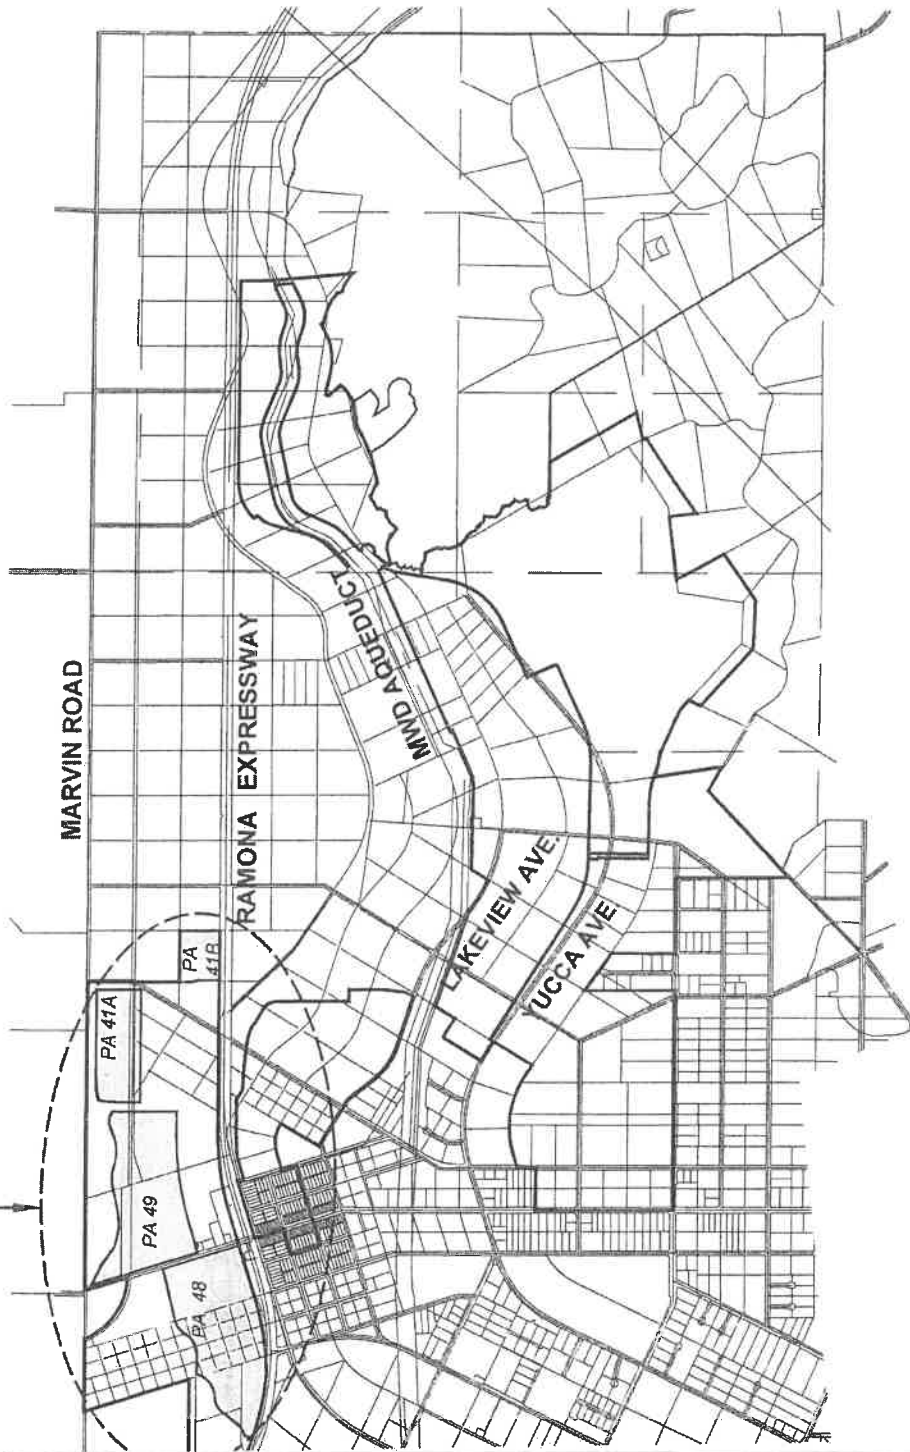 MARVIN ROAD
RAMONA EXPRESSWAY
MWD AQUEDUCT
LAKEVIEW AVE.
YUCCA AVE.
PA
41B
PA 41A
PA 49
PA 48